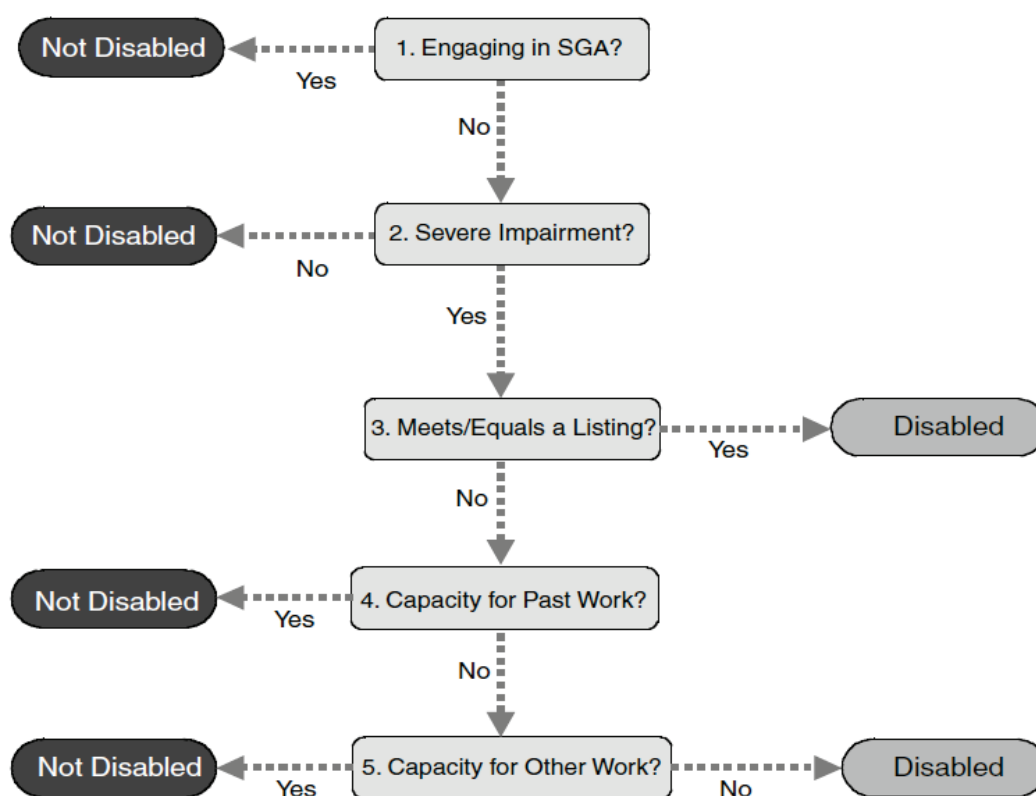 Not Disabled
1. Engaging in SGA?
Yes
No
Not Disabled
2. Severe Impairment?
No
Yes
3. Meets/Equals a Listing?
Disabled
Yes
No
Not Disabled
4. Capacity for Past Work?
Yes
No
Not Disabled
5. Capacity for Other Work?
Disabled
Yes
No